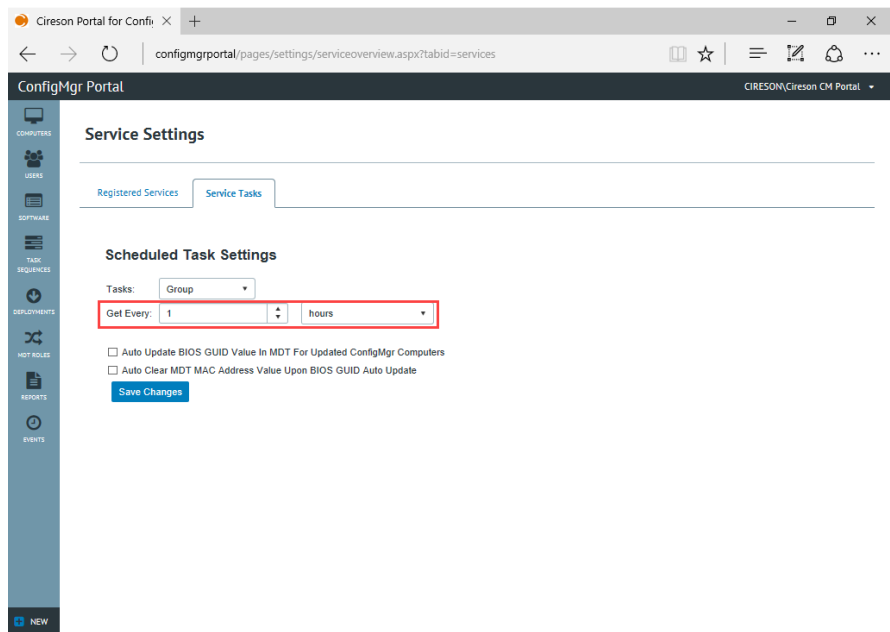 Cireson Portal for Confi
configmgrportal/pages/settings/serviceoverview.aspx?tabid=services
ConfigMgr Portal
CIRESON\Cireson CM Portal
COMPUTERS
USERS
SOFTWARE
TASK
SEQUENCES
DEPLOYMENTS
MDT ROLES
REPORTS
EVENTS
NEW
Service Settings
Registered Services
Service Tasks
Scheduled Task Settings
Tasks: Group
Get Every: 1 hours
Auto Update BIOS GUID Value In MDT For Updated ConfigMgr Computers
Auto Clear MDT MAC Address Value Upon BIOS GUID Auto Update
Save Changes